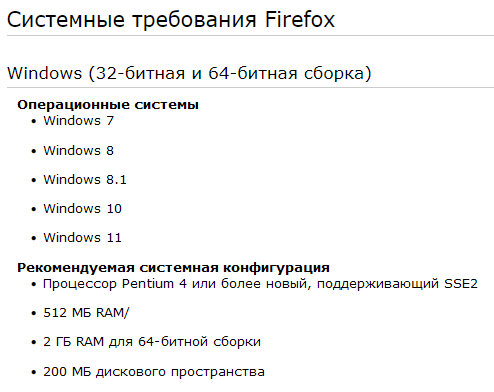 Системные требования Firefox
Windows (32-битная и 64-битная сборка)
Операционные системы
• Windows 7
• Windows 8
• Windows 8.1
• Windows 10
• Windows 11
Рекомендуемая системная конфигурация
• Процессор Pentium 4 или более новый, поддерживающий SSE2
• 512 МБ RAM/
• 2 ГБ RAM для 64-битной сборки
• 200 МБ дискового пространства